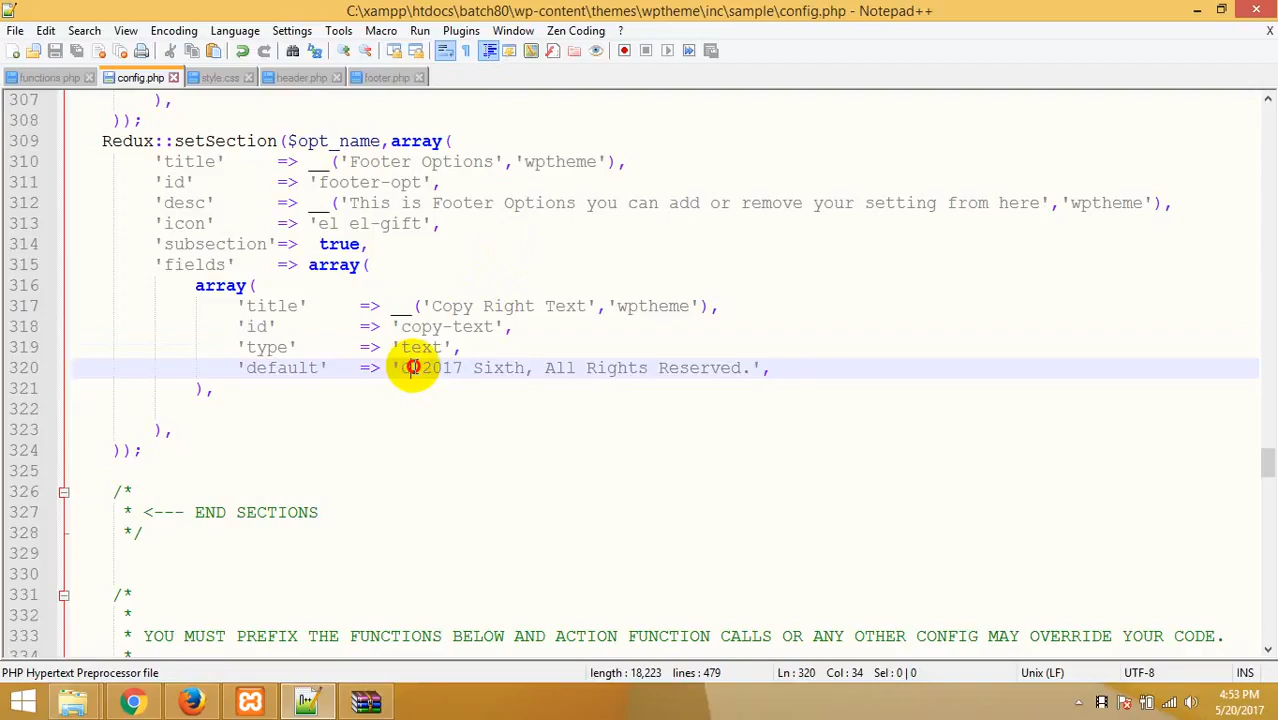 C:\xampp\htdocs\batch80\wp-content\themes\wptheme\inc\sample\config.php - Notepad++
File Edit Search View Encoding Language Settings Tools Macro Run Plugins Window Zen Coding ? X
functions.php config.php style.css header.php footer.php
307 ),
308 ));
309 Redux::setSection($opt_name,array(
310 'title' => __('Footer Options','wptheme'),
311 'id' => 'footer-opt',
312 'desc' => __('This is Footer Options you can add or remove your setting from here','wptheme'),
313 'icon' => 'el el-gift',
314 'subsection'=> true,
315 'fields' => array(
316 array(
317 'title' => __('Copy Right Text','wptheme'),
318 'id' => 'copy-text',
319 'type' => 'text',
320 'default' => 2017 Sixth, All Rights Reserved.',
321 ),
322
323 ),
324 ));
325
326 /*
327 * <--- END SECTIONS
328 */
329
330
331 /*
332 *
333 * YOU MUST PREFIX THE FUNCTIONS BELOW AND ACTION FUNCTION CALLS OR ANY OTHER CONFIG MAY OVERRIDE YOUR CODE.
334 *
PHP Hypertext Preprocessor file length : 18,223 lines : 479 Ln : 320 Col : 34 Sel : 0 | 0 Unix (LF) UTF-8 INS
4:53 PM
5/20/2017